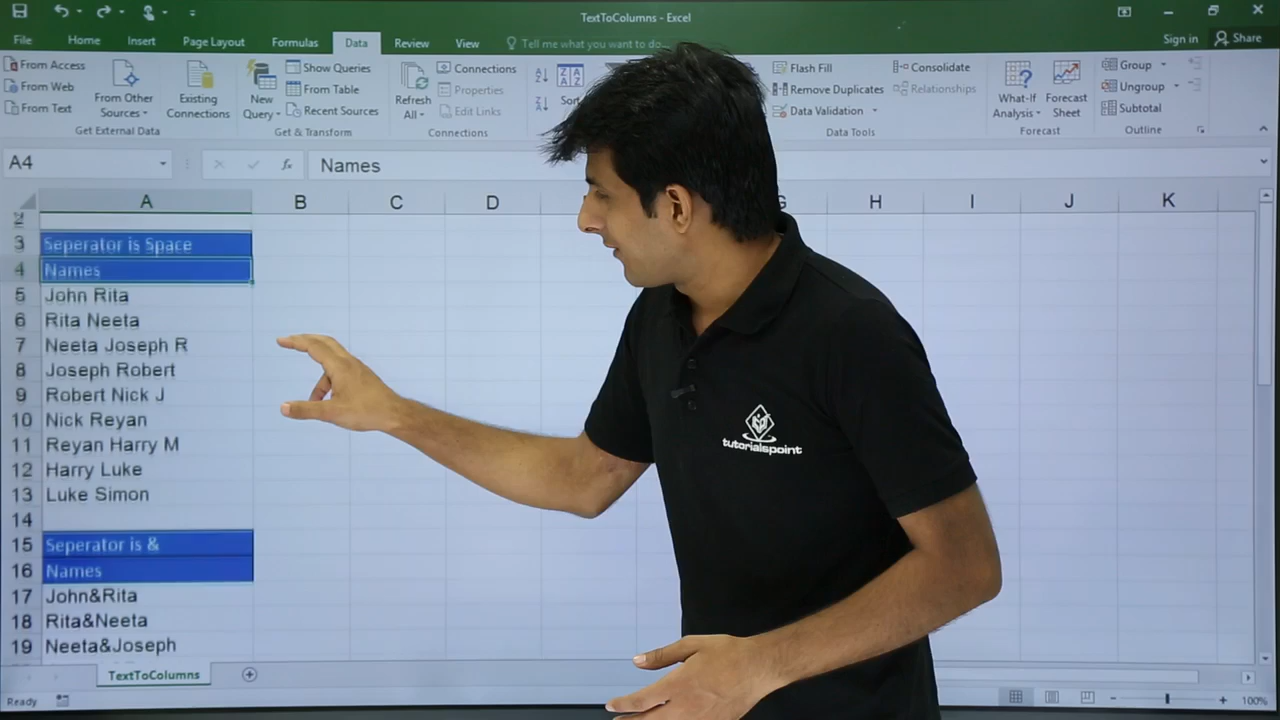 TextToColumns - Excel
File Home Insert Page Layout Formulas Data Review View Tell me what you want to do Sign in Share
From Access
From Web
From Text
From Other Sources
Existing Connections
Get External Data
New Query
Show Queries
From Table
Recent Sources
Get & Transform
Refresh All
Connections
Properties
Edit Links
Connections
Sort
Flash Fill
Remove Duplicates
Data Validation
Consolidate
Relationships
Data Tools
What-If Analysis
Forecast Sheet
Forecast
Group
Ungroup
Subtotal
Outline
A4 fx Names
A B C D G H I J K
2
3 Seperator is Space
4 Names
5 John Rita
6 Rita Neeta
7 Neeta Joseph R
8 Joseph Robert
9 Robert Nick J
10 Nick Reyan
11 Reyan Harry M
12 Harry Luke
13 Luke Simon
14
15 Seperator is &
16 Names
17 John&Rita
18 Rita&Neeta
19 Neeta&Joseph
TextToColumns
Ready 100%
tutorialspoint